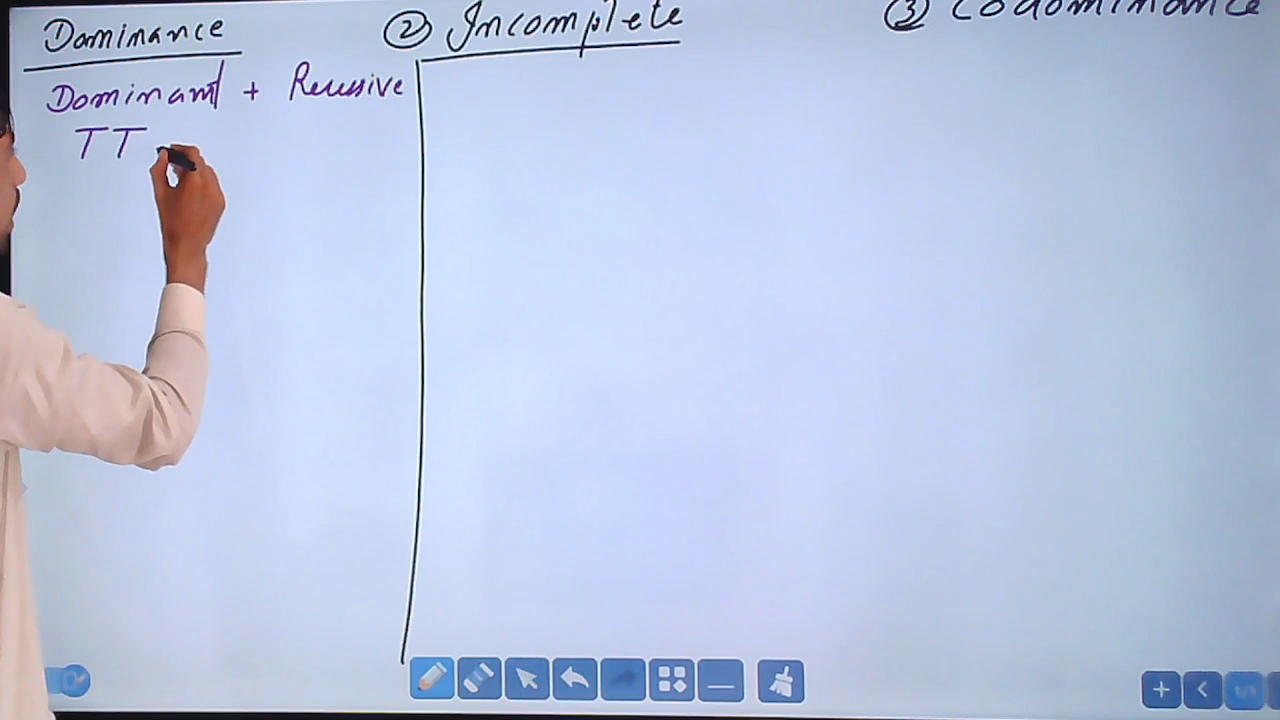 Dominance
② Incomplete
③ Codominance
Dominant + Recessive
TT